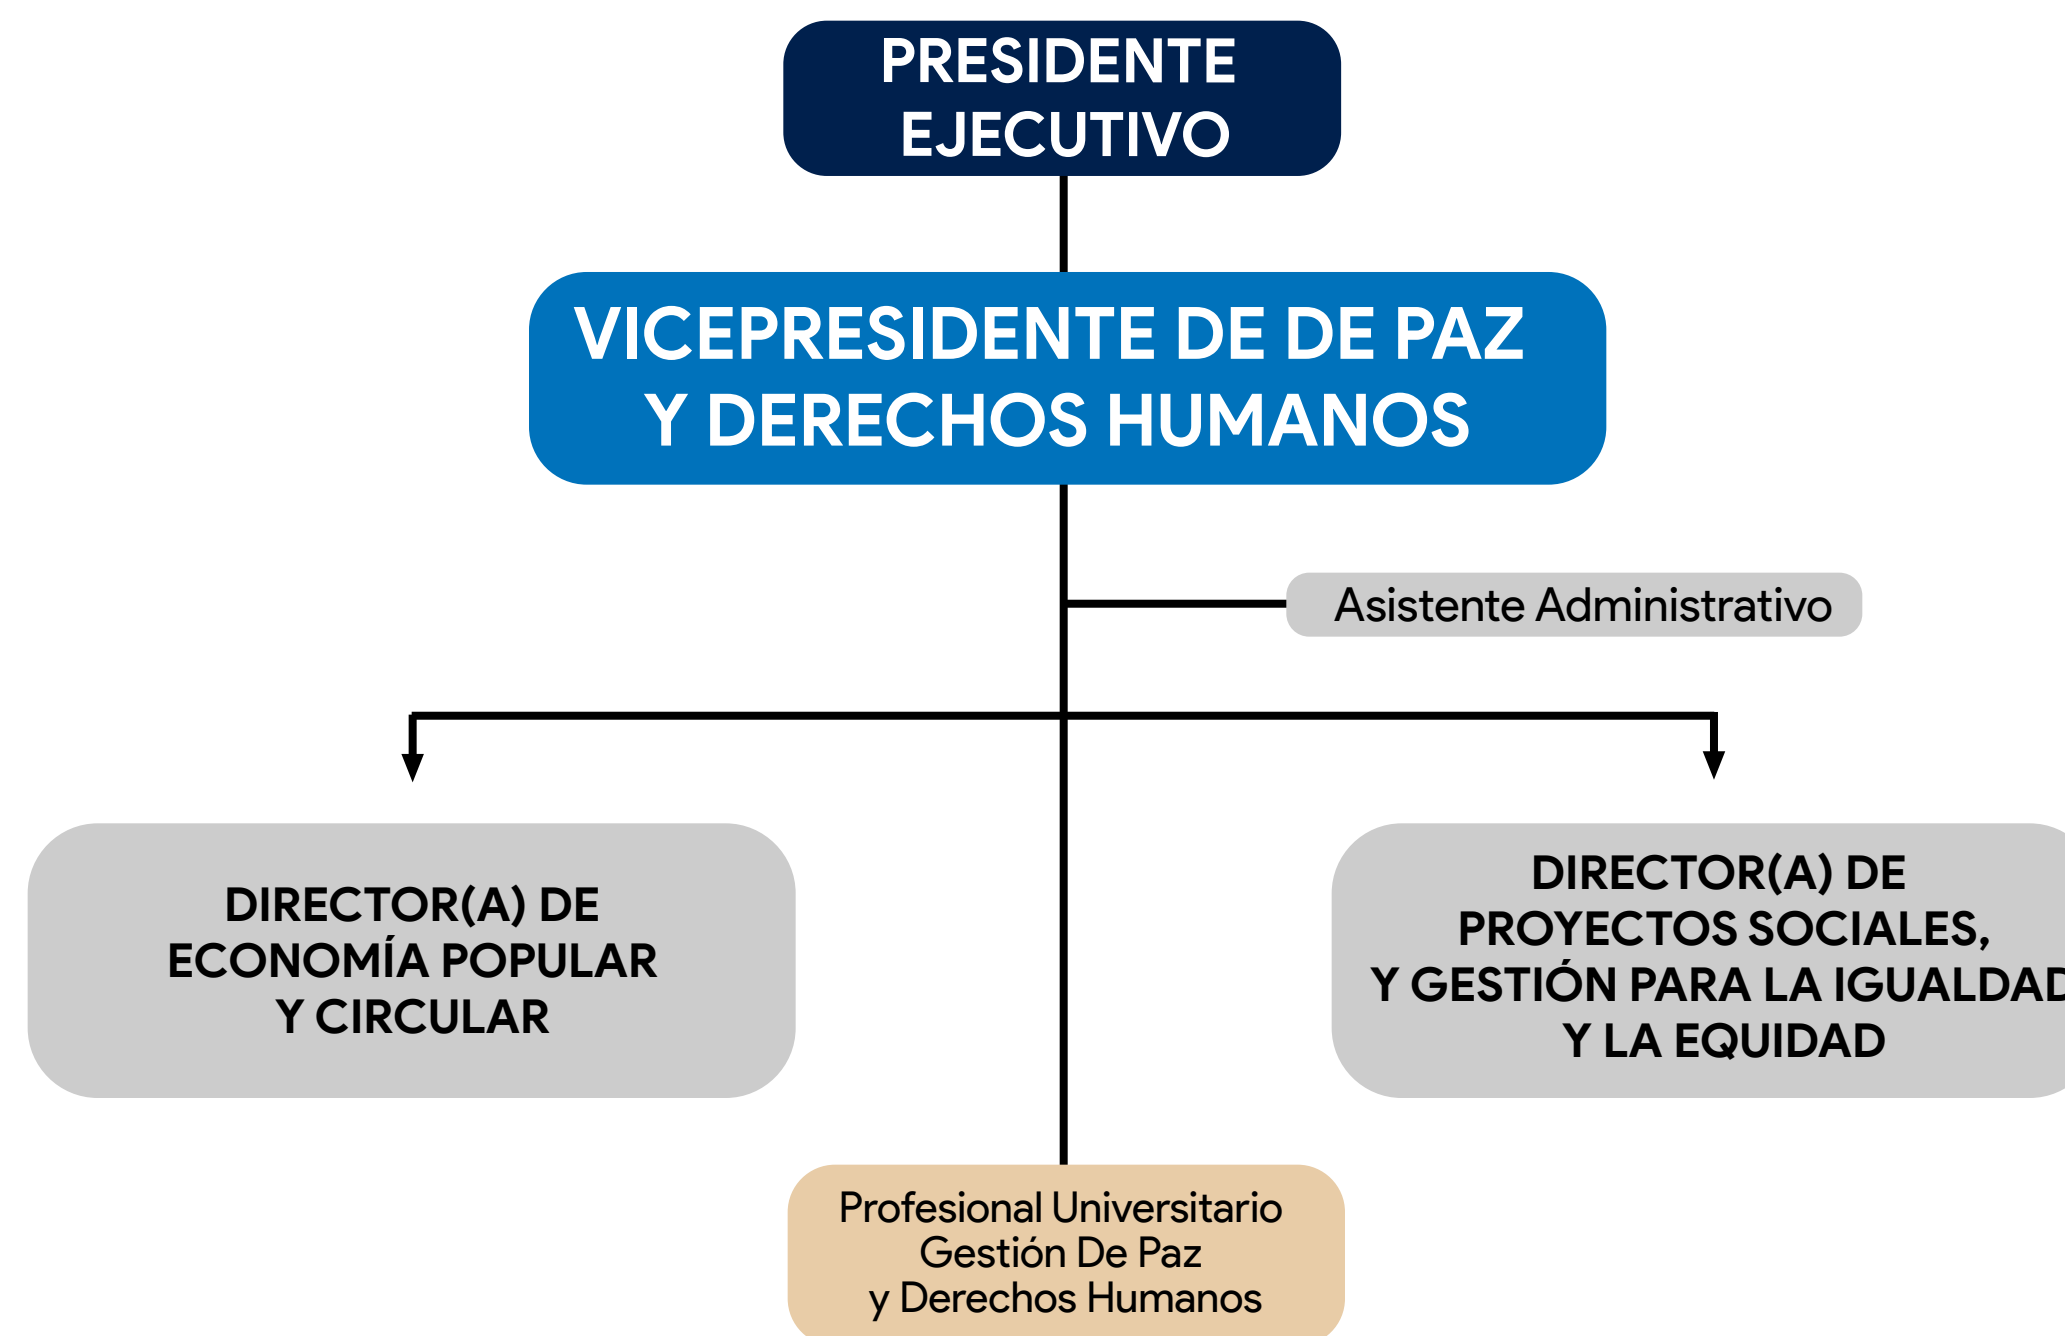 PRESIDENTE
EJECUTIVO
VICEPRESIDENTE DE DE PAZ
Y DERECHOS HUMANOS
Asistente Administrativo
DIRECTOR(A) DE
ECONOMÍA POPULAR
Y CIRCULAR
DIRECTOR(A) DE
PROYECTOS SOCIALES,
Y GESTIÓN PARA LA IGUALDAD
Y LA EQUIDAD
Profesional Universitario
Gestión De Paz
y Derechos Humanos